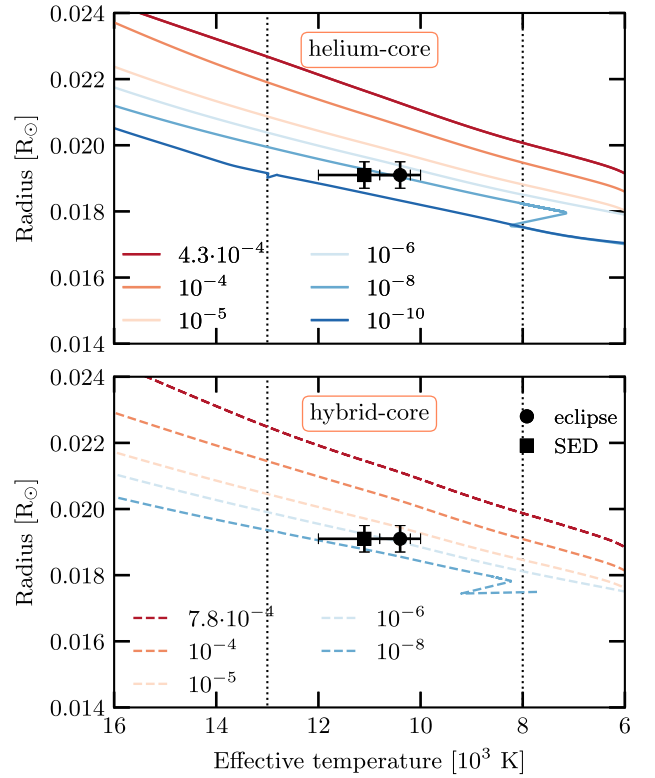 0.024
helium-core
0.022
0.020
Radius [R⊙]
0.018
4.3·10⁻⁴ 10⁻⁶
0.016
10⁻⁴ 10⁻⁸
10⁻⁵ 10⁻¹⁰
0.014
0.024
hybrid-core
eclipse
0.022
SED
0.020
Radius [R⊙]
0.018
7.8·10⁻⁴ 10⁻⁶
0.016
10⁻⁴ 10⁻⁸
10⁻⁵
0.014
16 14 12 10 8 6
Effective temperature [10³ K]